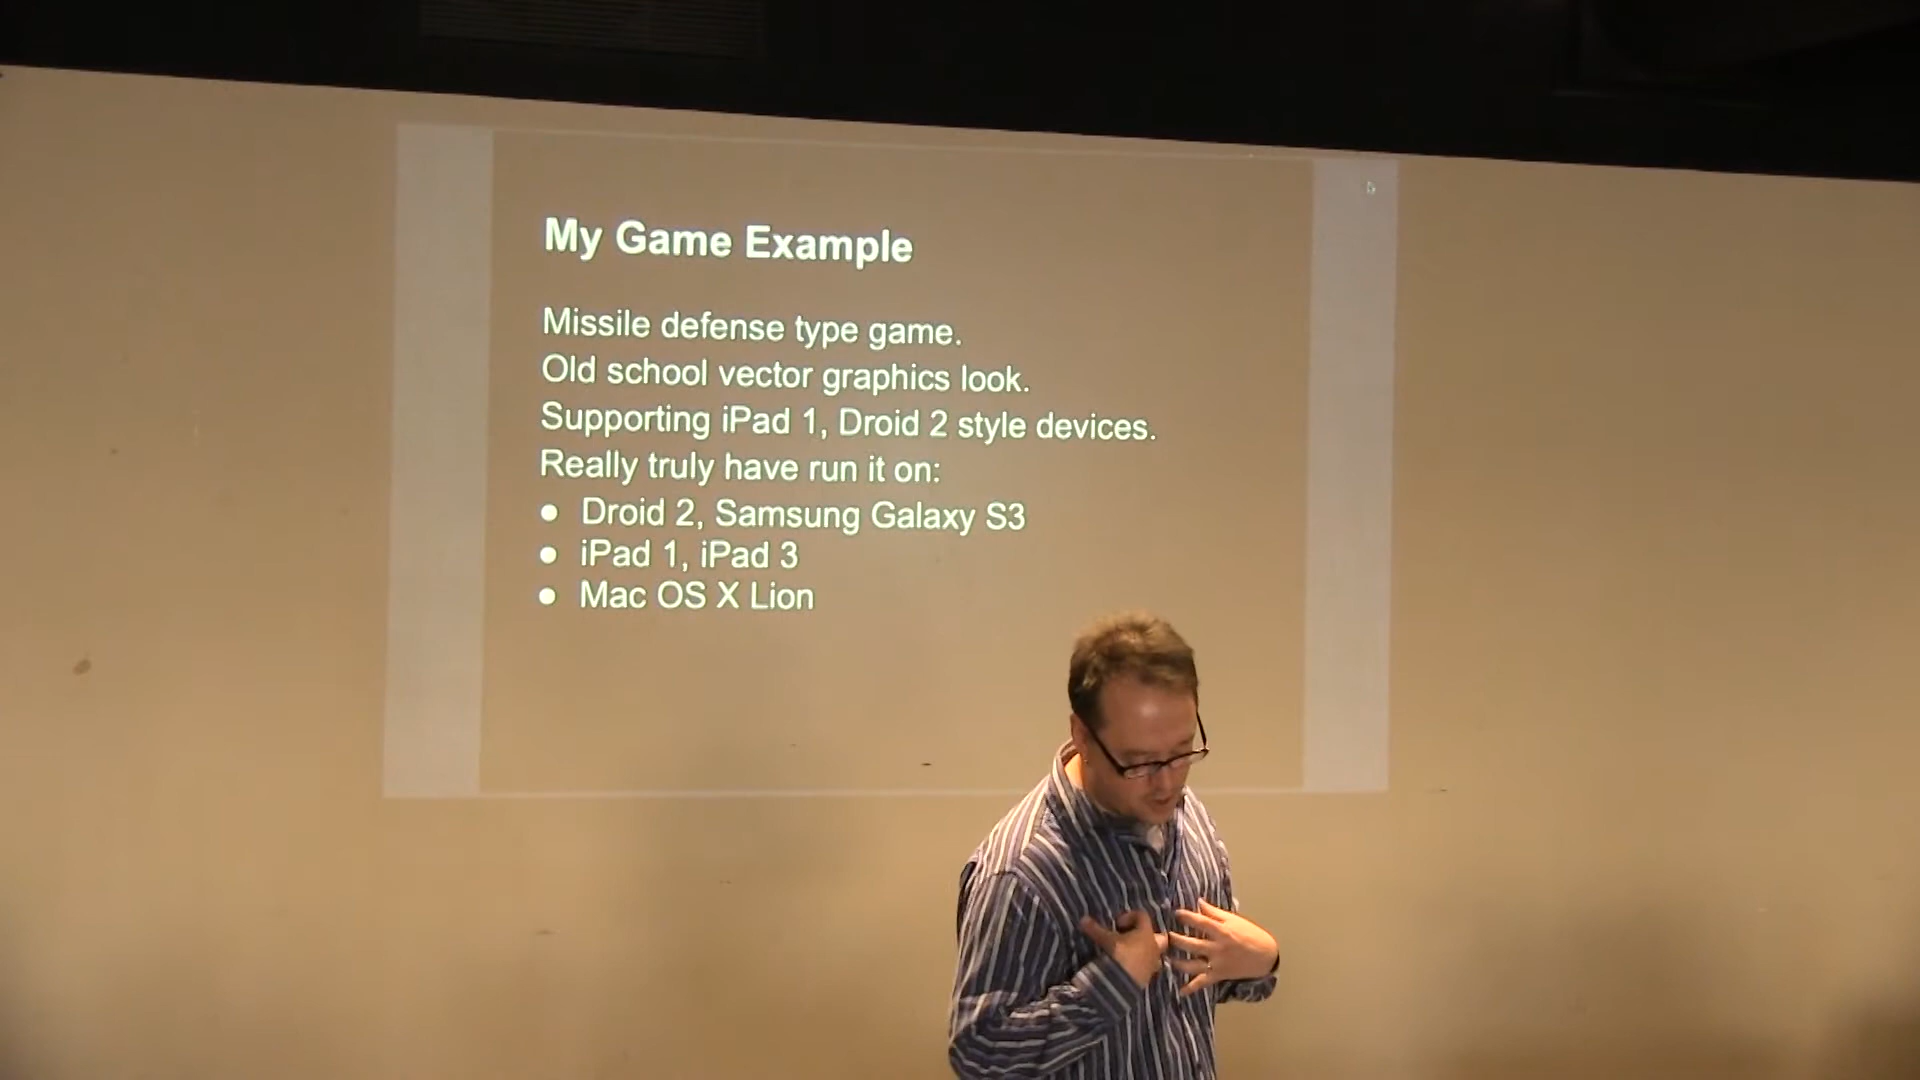 My Game Example
Missile defense type game.
Old school vector graphics look.
Supporting iPad 1, Droid 2 style devices.
Really truly have run it on:
● Droid 2, Samsung Galaxy S3
● iPad 1, iPad 3
● Mac OS X Lion